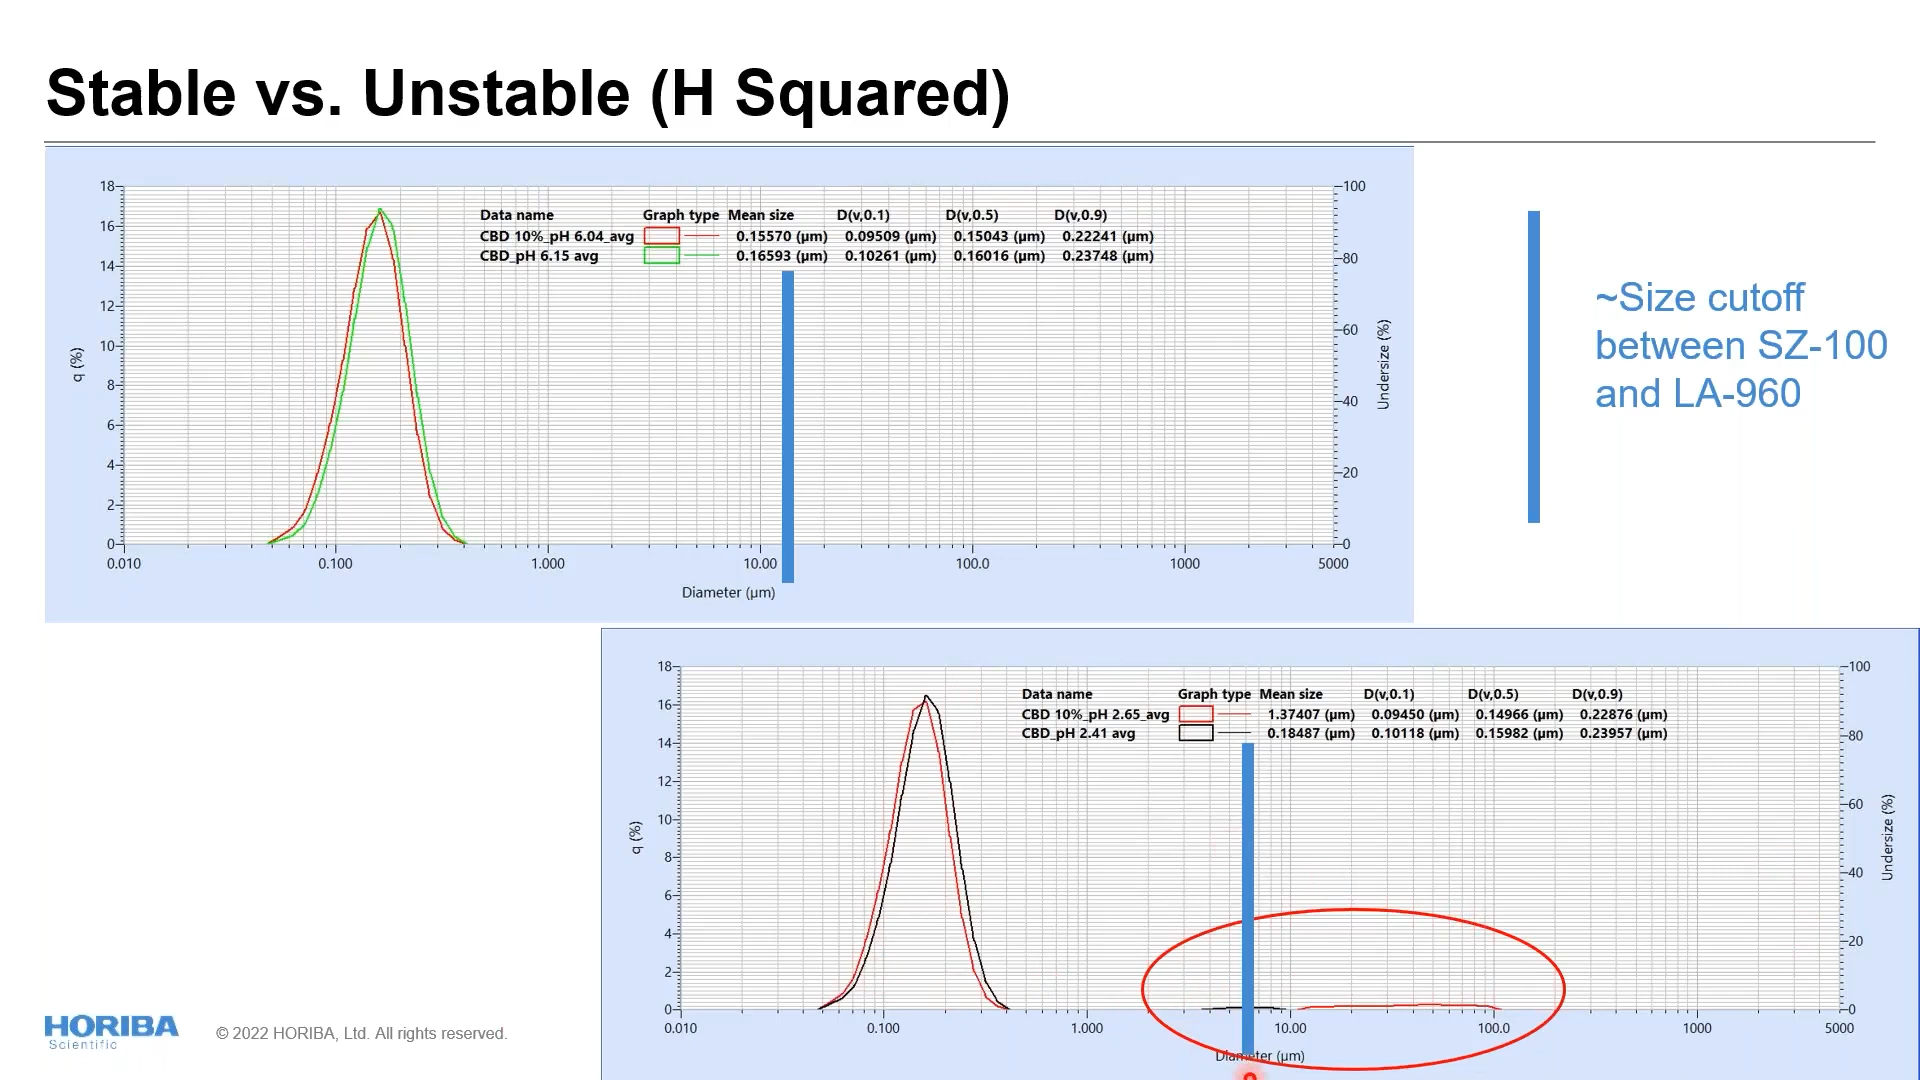 Stable vs. Unstable (H Squared)
18
16
14
12
10
8
6
4
2
0
q (%)
Data name Graph type Mean size D(v,0.1) D(v,0.5) D(v,0.9)
CBD 10%_pH 6.04_avg 0.15570 (µm) 0.09509 (µm) 0.15043 (µm) 0.22241 (µm)
CBD_pH 6.15 avg 0.16593 (µm) 0.10261 (µm) 0.16016 (µm) 0.23748 (µm)
100
80
60
40
20
0
Undersize (%)
0.010 0.100 1.000 10.00 100.0 1000 5000
Diameter (µm)
~Size cutoff
between SZ-100
and LA-960
18
16
14
12
10
8
6
4
2
0
q (%)
Data name Graph type Mean size D(v,0.1) D(v,0.5) D(v,0.9)
CBD 10%_pH 2.65_avg 1.37407 (µm) 0.09450 (µm) 0.14966 (µm) 0.22876 (µm)
CBD_pH 2.41 avg 0.18487 (µm) 0.10118 (µm) 0.15982 (µm) 0.23957 (µm)
100
80
60
40
20
0
Undersize (%)
0.010 0.100 1.000 10.00 100.0 1000 5000
Diameter (µm)
HORIBA
Scientific
© 2022 HORIBA, Ltd. All rights reserved.